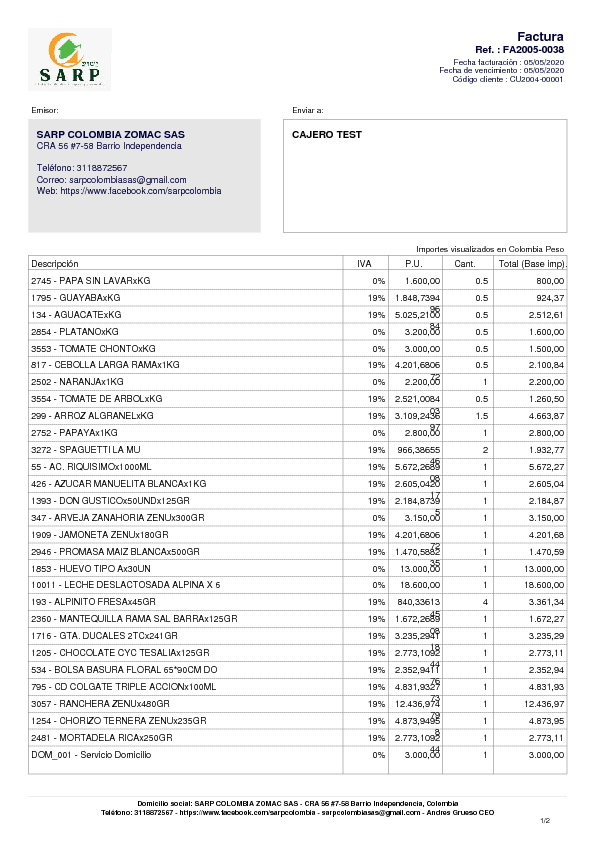 SARP
Factura
Ref. : FA2005-0038
Fecha facturación : 05/05/2020
Fecha de vencimiento : 05/05/2020
Código cliente : CU2004-00001
Emisor:
Enviar a:
SARP COLOMBIA ZOMAC SAS
CRA 56 #7-58 Barrio Independencia
Teléfono: 3118872567
Correo: sarpcolombiasas@gmail.com
Web: https://www.facebook.com/sarpcolombia
CAJERO TEST
Importes visualizados en Colombia Peso
Descripción IVA P.U. Cant. Total (Base imp).
2745 - PAPA SIN LAVARxKG 0% 1.600,00 0.5 800,00
1795 - GUAYABAxKG 19% 1.848,7394 0.5 924,37
96
134 - AGUACATExKG 19% 5.025,2100 0.5 2.512,61
84
2854 - PLATANOxKG 0% 3.200,00 0.5 1.600,00
3553 - TOMATE CHONTOxKG 0% 3.000,00 0.5 1.500,00
817 - CEBOLLA LARGA RAMAx1KG 19% 4.201,6806 0.5 2.100,84
72
2502 - NARANJAx1KG 0% 2.200,00 1 2.200,00
3554 - TOMATE DE ARBOLxKG 19% 2.521,0084 0.5 1.260,50
03
299 - ARROZ ALGRANELxKG 19% 3.109,2436 1.5 4.663,87
97
2752 - PAPAYAx1KG 0% 2.800,00 1 2.800,00
3272 - SPAGUETTI LA MU 19% 966,38655 2 1.932,77
46
55 - AC. RIQUISIMOx1000ML 19% 5.672,2689 1 5.672,27
08
426 - AZUCAR MANUELITA BLANCAx1KG 19% 2.605,0420 1 2.605,04
17
1393 - DON GUSTICOx50UNDx125GR 19% 2.184,8739 1 2.184,87
5
347 - ARVEJA ZANAHORIA ZENUx300GR 0% 3.150,00 1 3.150,00
1909 - JAMONETA ZENUx180GR 19% 4.201,6806 1 4.201,68
72
2946 - PROMASA MAIZ BLANCAx500GR 19% 1.470,5882 1 1.470,59
35
1853 - HUEVO TIPO Ax30UN 0% 13.000,00 1 13.000,00
10011 - LECHE DESLACTOSADA ALPINA X 6 0% 18.600,00 1 18.600,00
193 - ALPINITO FRESAx45GR 19% 840,33613 4 3.361,34
45
2360 - MANTEQUILLA RAMA SAL BARRAx125GR 19% 1.672,2689 1 1.672,27
08
1716 - GTA. DUCALES 2TCx241GR 19% 3.235,2941 1 3.235,29
18
1205 - CHOCOLATE CYC TESALIAx125GR 19% 2.773,1092 1 2.773,11
44
534 - BOLSA BASURA FLORAL 65*90CM DO 19% 2.352,9411 1 2.352,94
76
795 - CD COLGATE TRIPLE ACCIONx100ML 19% 4.831,9327 1 4.831,93
73
3057 - RANCHERA ZENUx480GR 19% 12.436,974 1 12.436,97
79
1254 - CHORIZO TERNERA ZENUx235GR 19% 4.873,9495 1 4.873,95
8
2481 - MORTADELA RICAx250GR 19% 2.773,1092 1 2.773,11
44
DOM_001 - Servicio Domicilio 0% 3.000,00 1 3.000,00
Domicilio social: SARP COLOMBIA ZOMAC SAS - CRA 56 #7-58 Barrio Independencia, Colombia
Teléfono: 3118872567 - https://www.facebook.com/sarpcolombia - sarpcolombiasas@gmail.com - Andres Grueso CEO
1/2